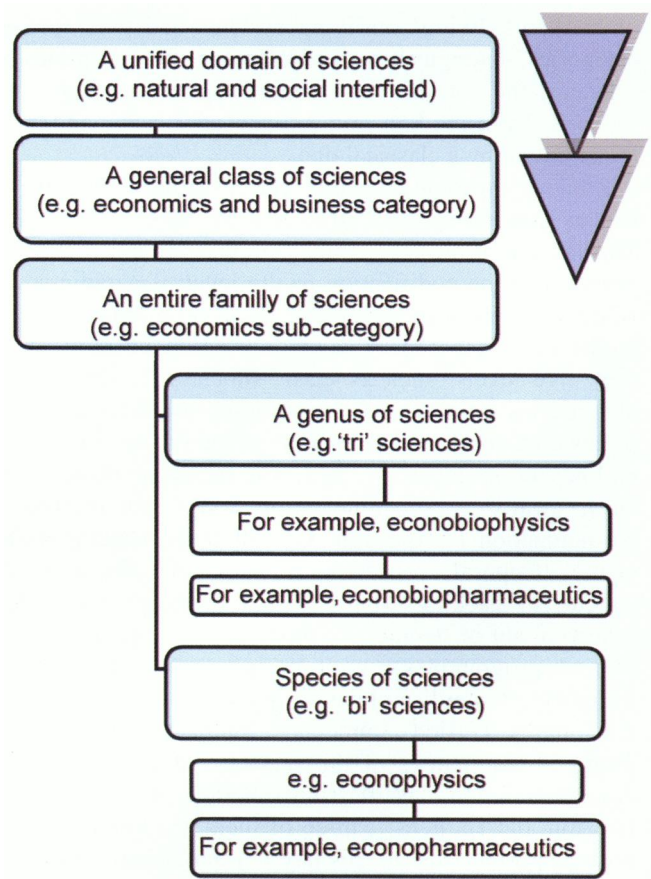 A unified domain of sciences
(e.g. natural and social interfield)
A general class of sciences
(e.g. economics and business category)
An entire familly of sciences
(e.g. economics sub-category)
A genus of sciences
(e.g.‘tri’ sciences)
For example, econobiophysics
For example, econobiopharmaceutics
Species of sciences
(e.g. ‘bi’ sciences)
e.g. econophysics
For example, econopharmaceutics